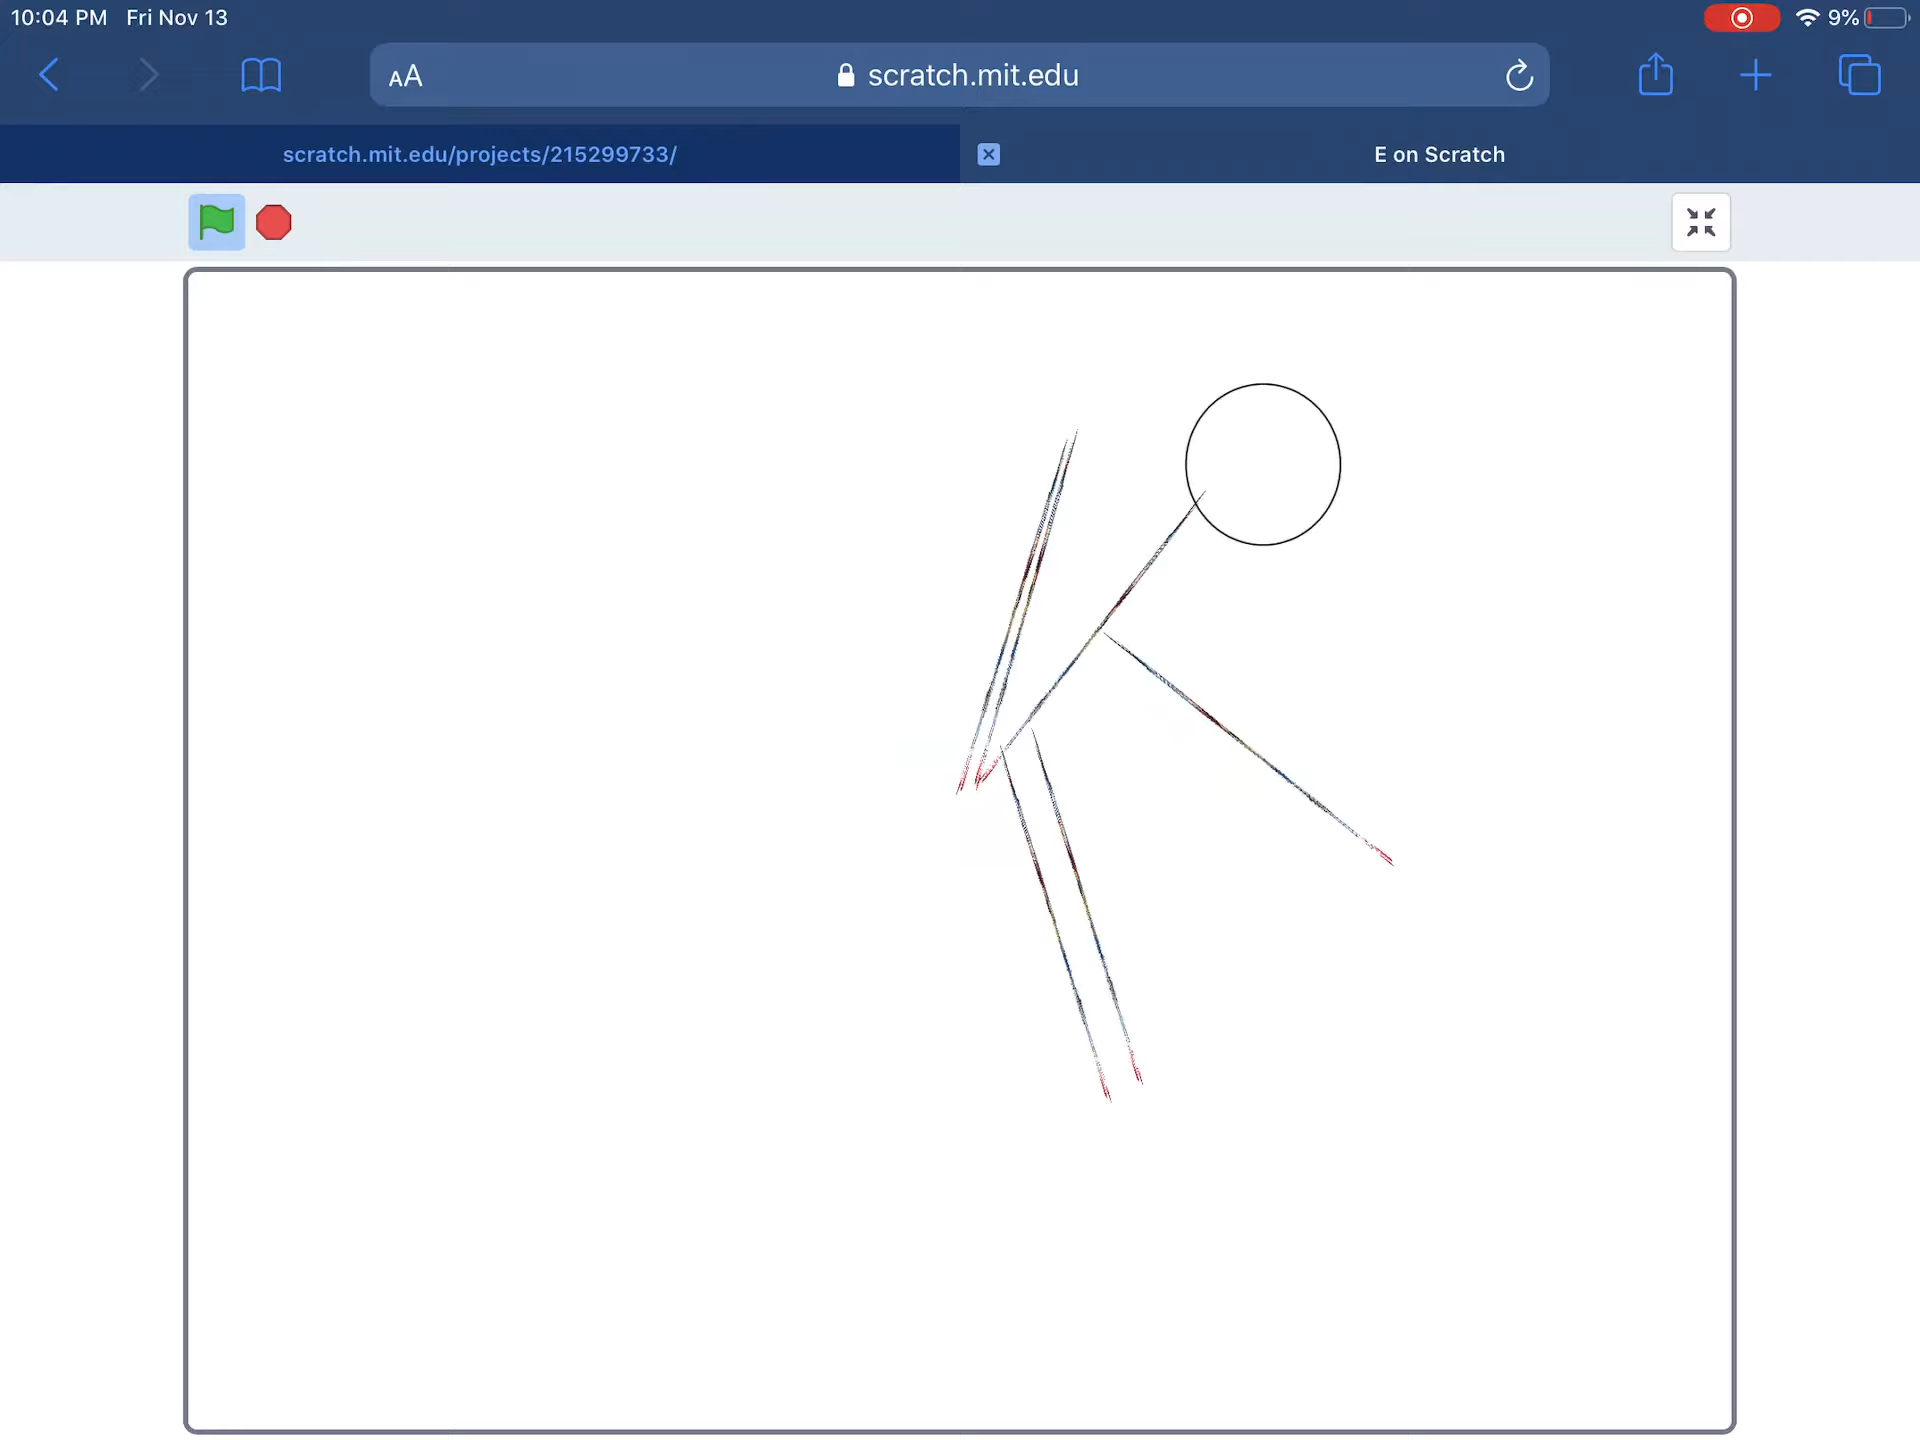 10:04 PM Fri Nov 13
9%
AA
scratch.mit.edu
scratch.mit.edu/projects/215299733/
E on Scratch